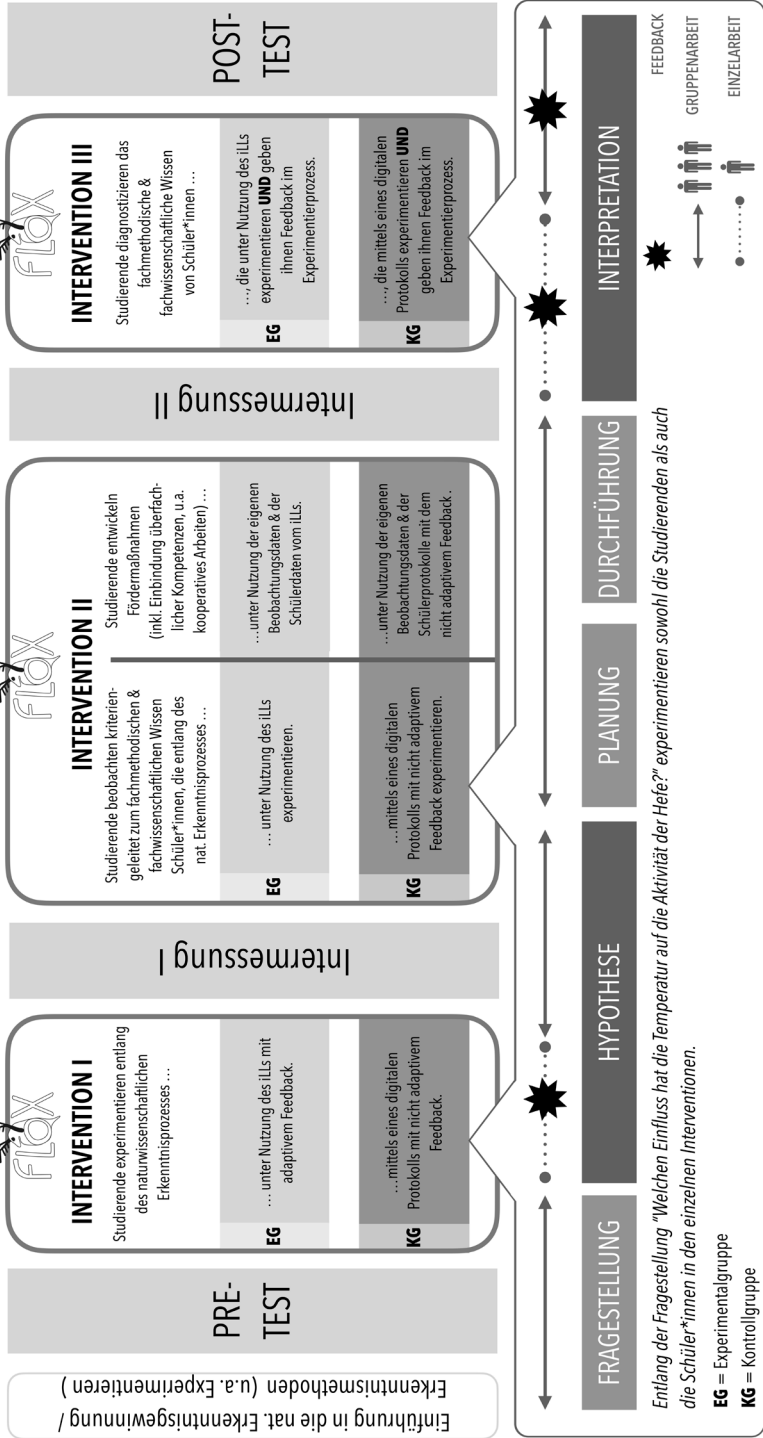 Einführung in die nat. Erkenntnisgewinnung /
Erkenntnismethoden (u.a. Experimentieren )
PRE-
TEST
FLOX
INTERVENTION I
Studierende experimentieren entlang
des naturwissenschaftlichen
Erkenntnisprozesses …
EG
… unter Nutzung des iLLs mit
adaptivem Feedback.
KG
…mittels eines digitalen
Protokolls mit nicht adaptivem
Feedback.
Intermessung I
FLOX
INTERVENTION II
Studierende beobachten kriterien-
geleitet zum fachmethodischen &
fachwissenschaftlichen Wissen
Schüler*innen, die entlang des
nat. Erkenntnisprozesses …
EG
… unter Nutzung des iLLs
experimentieren.
KG
…mittels eines digitalen
Protokolls mit nicht adaptivem
Feedback experimentieren.
Studierende entwickeln
Fördermaßnahmen
(inkl. Einbindung überfach-
licher Kompetenzen, u.a.
kooperatives Arbeiten) …
…unter Nutzung der eigenen
Beobachtungsdaten & der
Schülerdaten vom iLLs.
…unter Nutzung der eigenen
Beobachtungsdaten & der
Schülerprotokolle mit dem
nicht adaptivem Feedback.
Intermessung II
FLOX
INTERVENTION III
Studierende diagnostizieren das
fachmethodische &
fachwissenschaftliche Wissen
von Schüler*innen …
EG
…, die unter Nutzung des iLLs
experimentieren UND geben
ihnen Feedback im
Experimentierprozess.
KG
…, die mittels eines digitalen
Protokolls experimentieren UND
geben ihnen Feedback im
Experimentierprozess.
POST-
TEST
FRAGESTELLUNG
HYPOTHESE
PLANUNG
DURCHFÜHRUNG
INTERPRETATION
Entlang der Fragestellung "Welchen Einfluss hat die Temperatur auf die Aktivität der Hefe?" experimentieren sowohl die Studierenden als auch
die Schüler*innen in den einzelnen Interventionen.
EG = Experimentalgruppe
KG = Kontrollgruppe
FEEDBACK
GRUPPENARBEIT
EINZELARBEIT